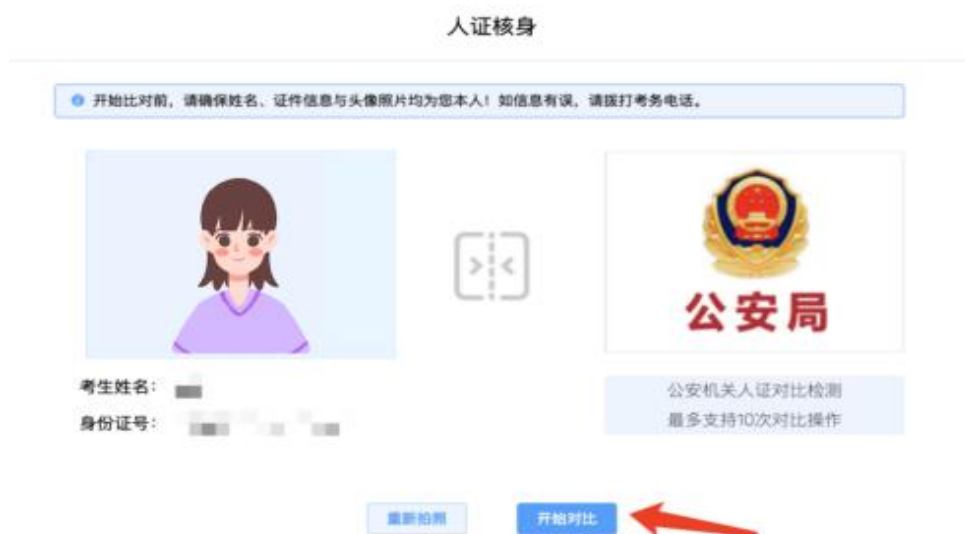 人证核身
开始比对前，请确保姓名、证件信息与头像照片均为您本人！如信息有误，请拨打考务电话。
公安局
考生姓名：
身份证号：
公安机关人证对比检测
最多支持10次对比操作
重新拍照
开始对比